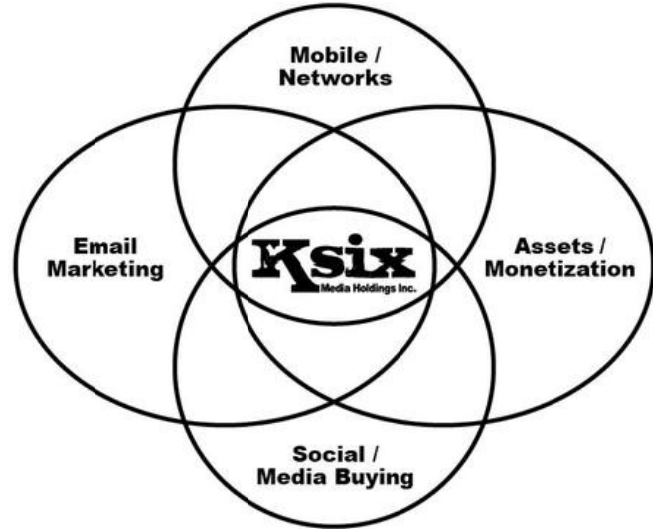 Mobile /
Networks
Email
Marketing
Ksix
Media Holdings Inc.
Assets /
Monetization
Social /
Media Buying